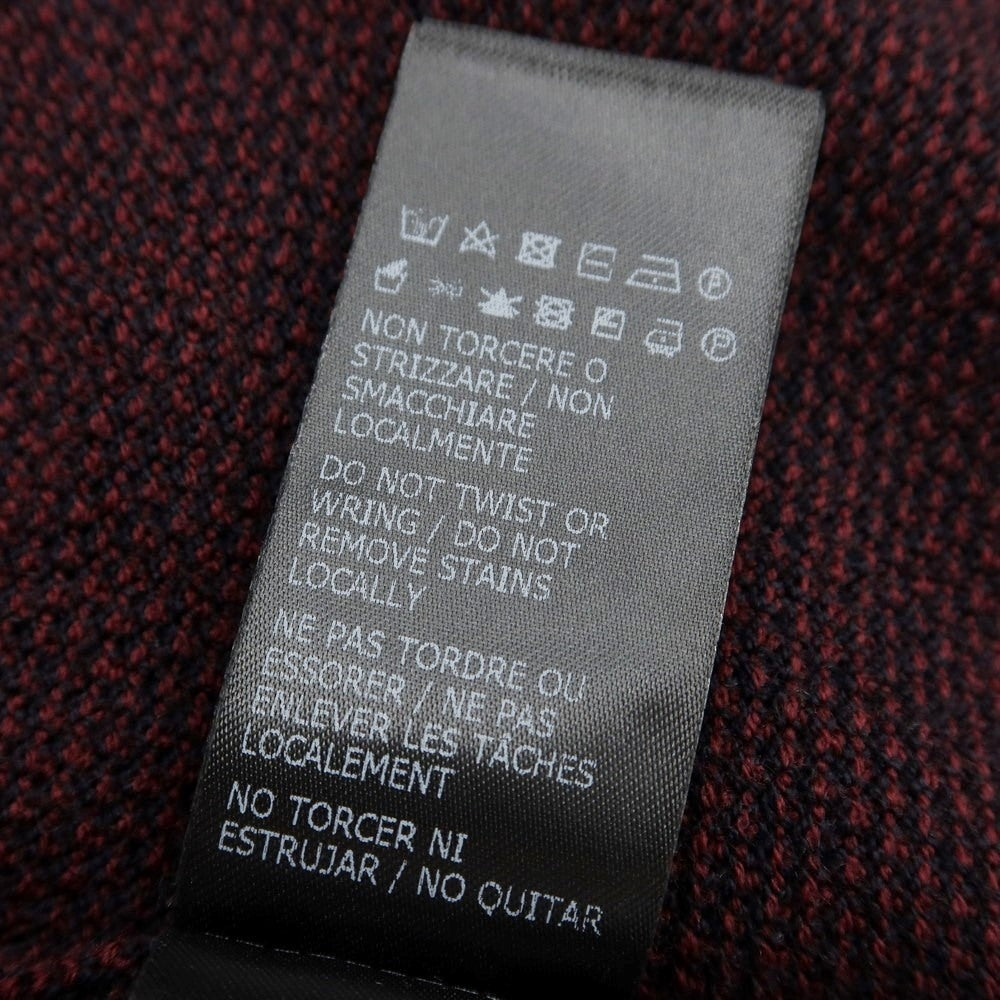 P
P
NON TORCERE O
STRIZZARE / NON
SMACCHIARE
LOCALMENTE
DO NOT TWIST OR
WRING / DO NOT
REMOVE STAINS
LOCALLY
NE PAS TORDRE OU
ESSORER / NE PAS
ENLEVER LES TÂCHES
LOCALEMENT
NO TORCER NI
ESTRUJAR / NO QUITAR